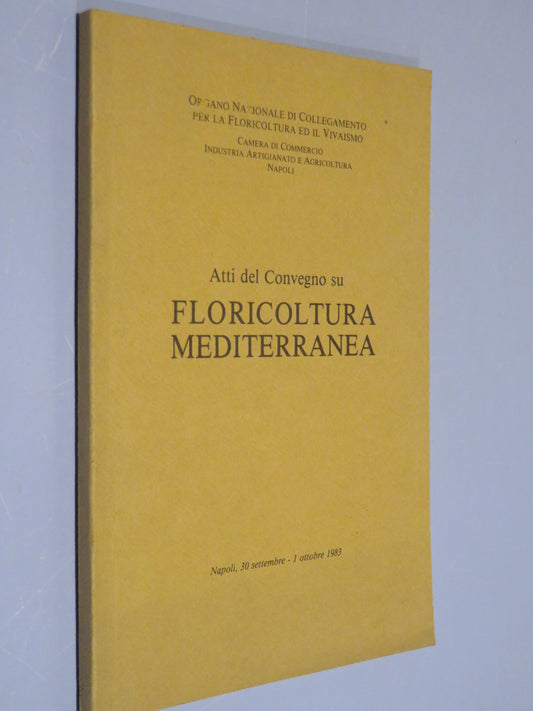 ORGANO NAZIONALE DI COLLEGAMENTO
PER LA FLORICOLTURA ED IL VIVAISMO
CAMERA DI COMMERCIO
INDUSTRIA ARTIGIANATO E AGRICOLTURA
NAPOLI
Atti del Convegno su
FLORICOLTURA
MEDITERRANEA
Napoli, 30 settembre - 1 ottobre 1983